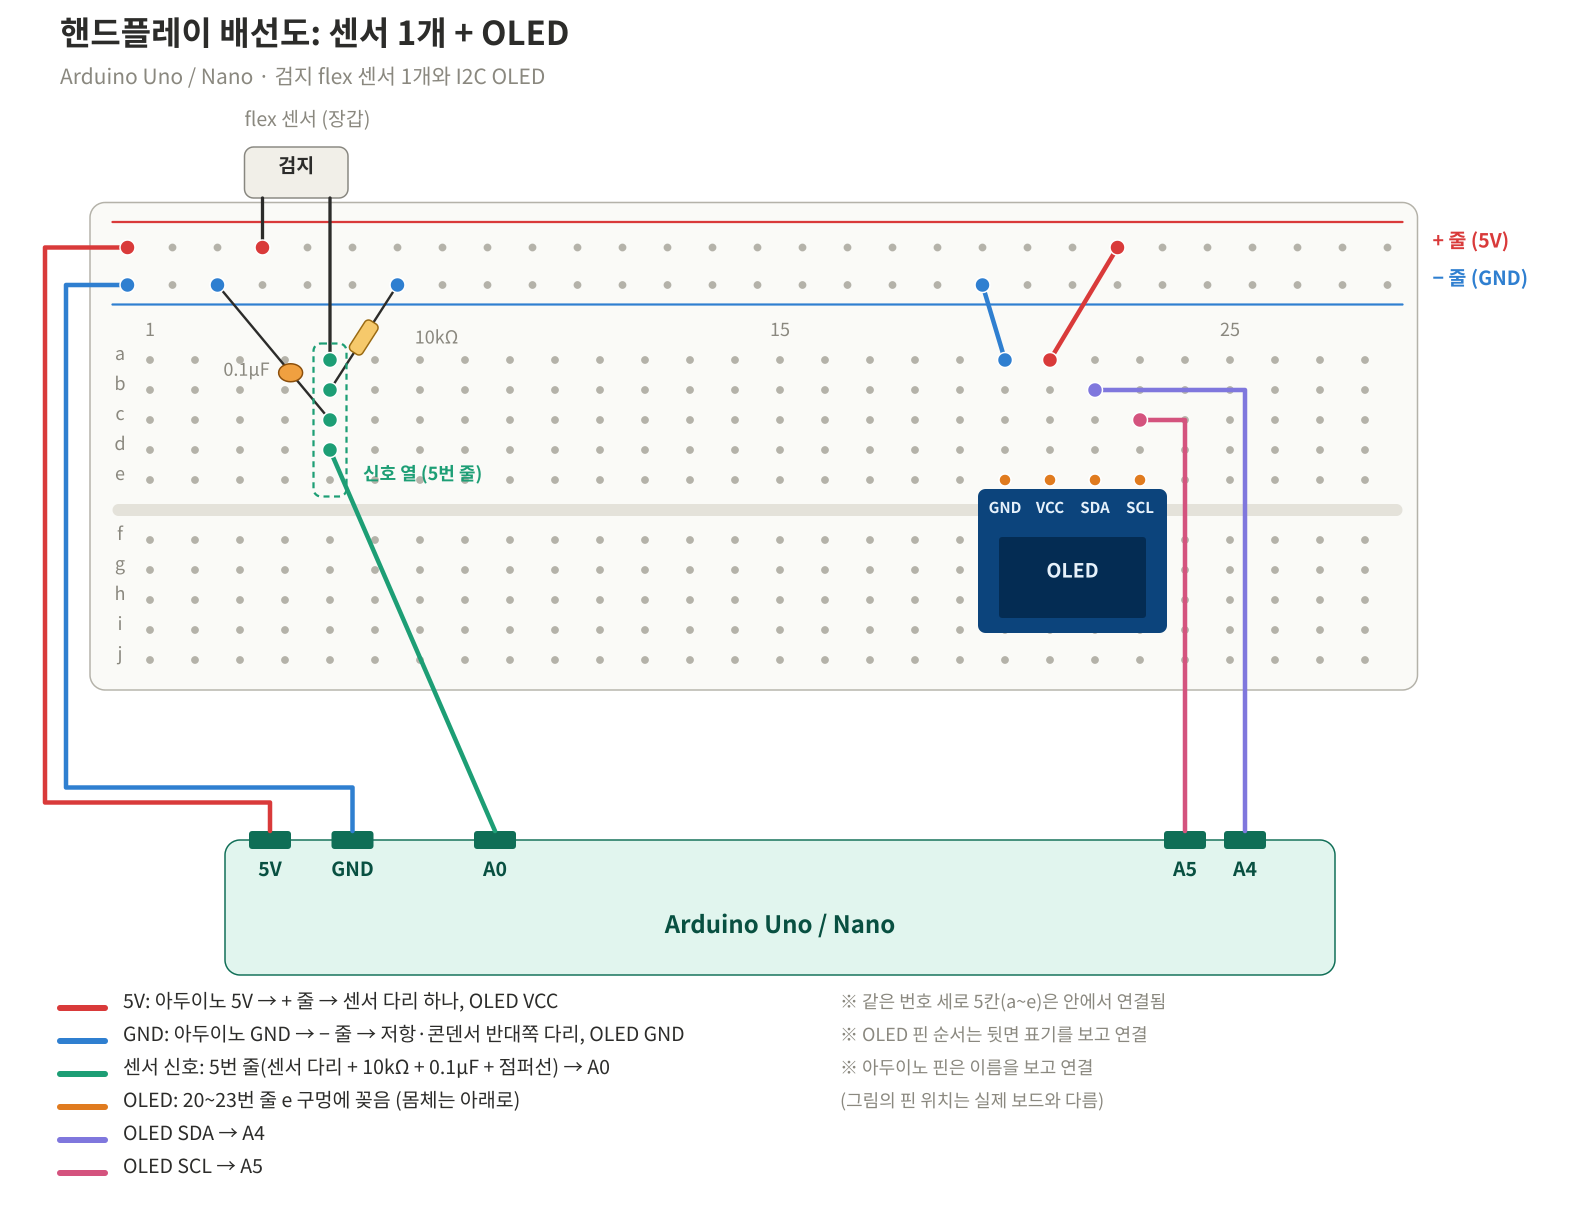 핸드플레이 배선도: 센서 1개 + OLED
Arduino Uno / Nano · 검지 flex 센서 1개와 I2C OLED
flex 센서 (장갑)
검지
+ 줄 (5V)
− 줄 (GND)
1
10kΩ
15
25
a
0.1µF
b
c
d
e
신호 열 (5번 줄)
GND VCC SDA SCL
f
g
OLED
h
i
j
5V GND A0 A5 A4
Arduino Uno / Nano
5V: 아두이노 5V → + 줄 → 센서 다리 하나, OLED VCC
GND: 아두이노 GND → − 줄 → 저항·콘덴서 반대쪽 다리, OLED GND
센서 신호: 5번 줄(센서 다리 + 10kΩ + 0.1µF + 점퍼선) → A0
OLED: 20~23번 줄 e 구멍에 꽂음 (몸체는 아래로)
OLED SDA → A4
OLED SCL → A5
※ 같은 번호 세로 5칸(a~e)은 안에서 연결됨
※ OLED 핀 순서는 뒷면 표기를 보고 연결
※ 아두이노 핀은 이름을 보고 연결
(그림의 핀 위치는 실제 보드와 다름)